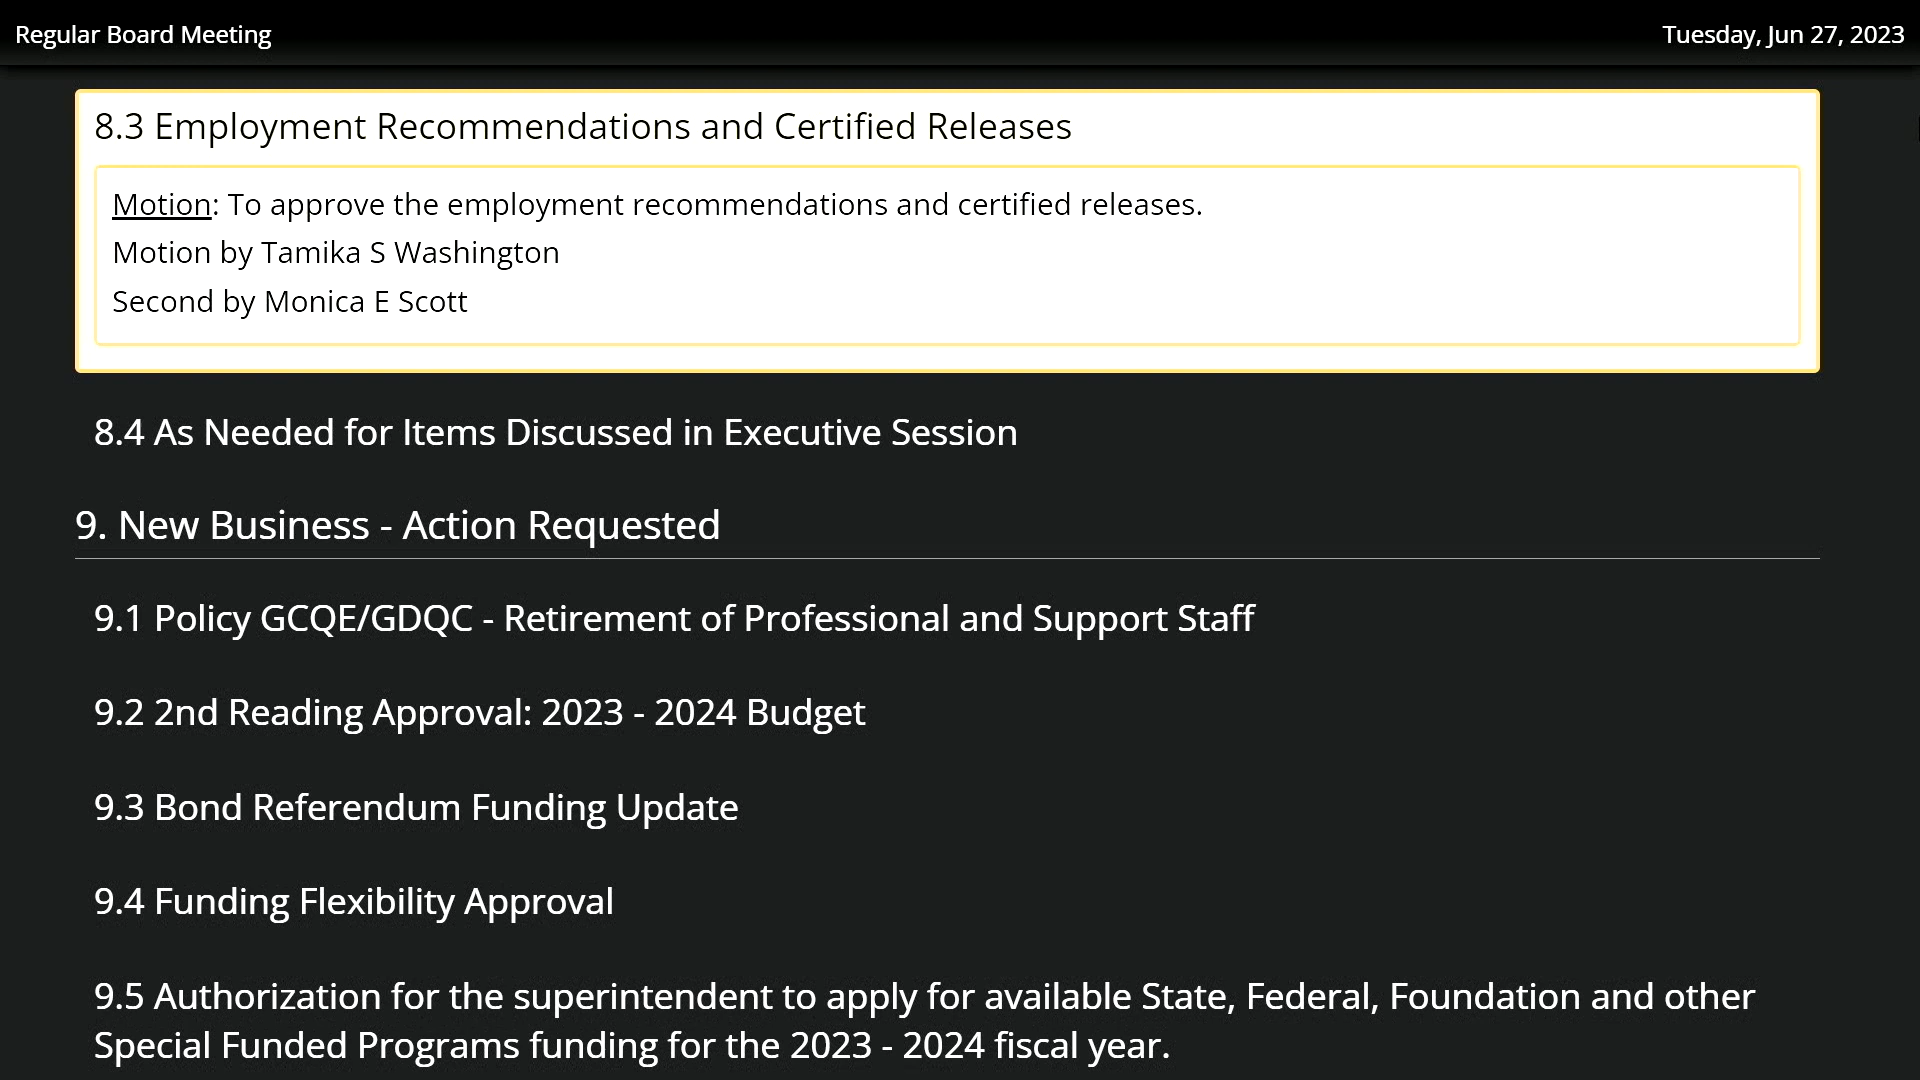 Regular Board Meeting
Tuesday, Jun 27, 2023
8.3 Employment Recommendations and Certified Releases
Motion: To approve the employment recommendations and certified releases.
Motion by Tamika S Washington
Second by Monica E Scott
8.4 As Needed for Items Discussed in Executive Session
9. New Business - Action Requested
9.1 Policy GCQE/GDQC - Retirement of Professional and Support Staff
9.2 2nd Reading Approval: 2023 - 2024 Budget
9.3 Bond Referendum Funding Update
9.4 Funding Flexibility Approval
9.5 Authorization for the superintendent to apply for available State, Federal, Foundation and other
Special Funded Programs funding for the 2023 - 2024 fiscal year.